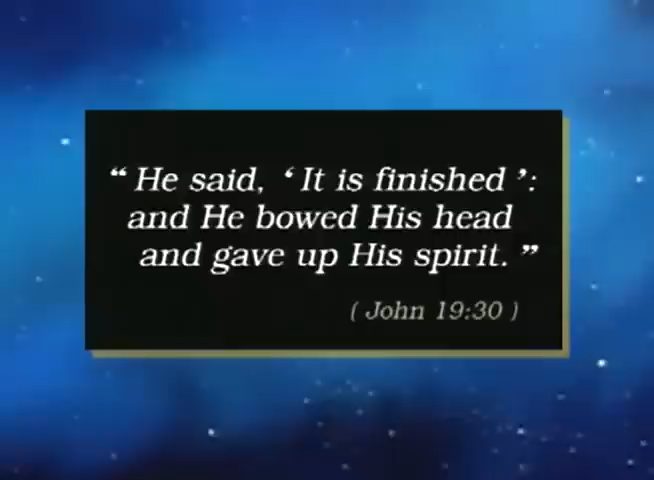 “ He said, ‘ It is finished ’:
and He bowed His head
and gave up His spirit. ”
( John 19:30 )